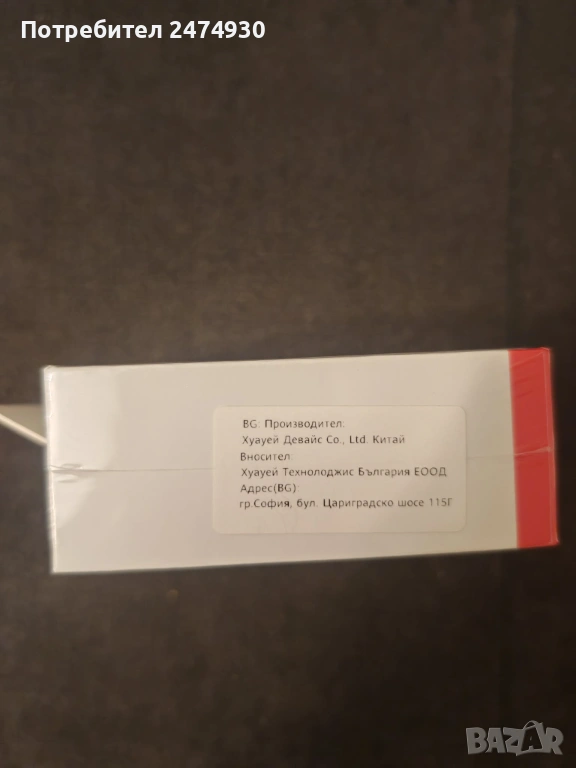 Потребител 2474930
BG. Производител:
Хуауей Девайс Co., Ltd. Китай
Вносител
Хуауей Технолоджис България ЕООД
Адрес(BG)
гр.София, бул. Цариградско шосе 115Г
BAZAR